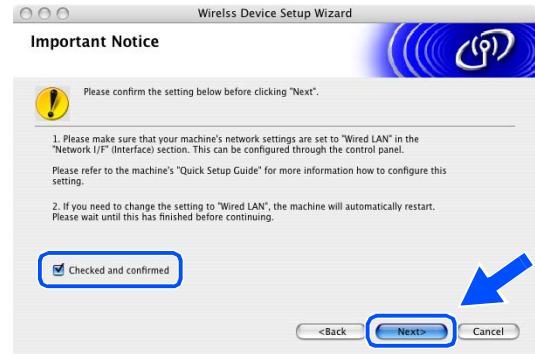 Wirelss Device Setup Wizard
Important Notice
Please confirm the setting below before clicking "Next".
1. Please make sure that your machine's network settings are set to "Wired LAN" in the
"Network I/F" (Interface) section. This can be configured through the control panel.
Please refer to the machine's "Quick Setup Guide" for more information how to configure this
setting.
2. If you need to change the setting to "Wired LAN", the machine will automatically restart.
Please wait until this has finished before continuing.
Checked and confirmed
<Back
Next>
Cancel